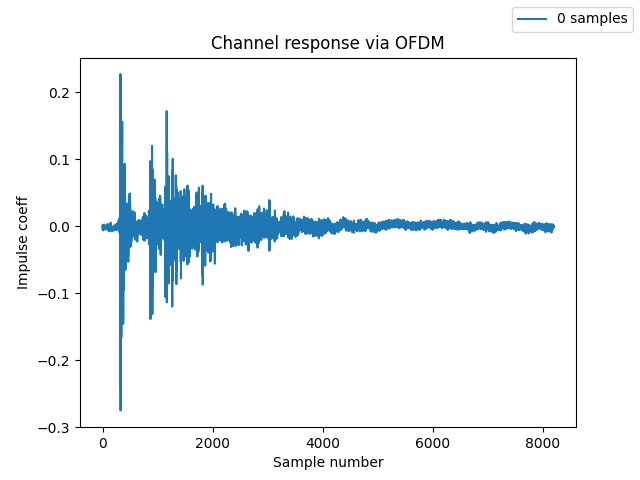 0 samples
Channel response via OFDM
Impulse coeff
0.2
0.1
0.0
−0.1
−0.2
−0.3
0
2000
4000
6000
8000
Sample number